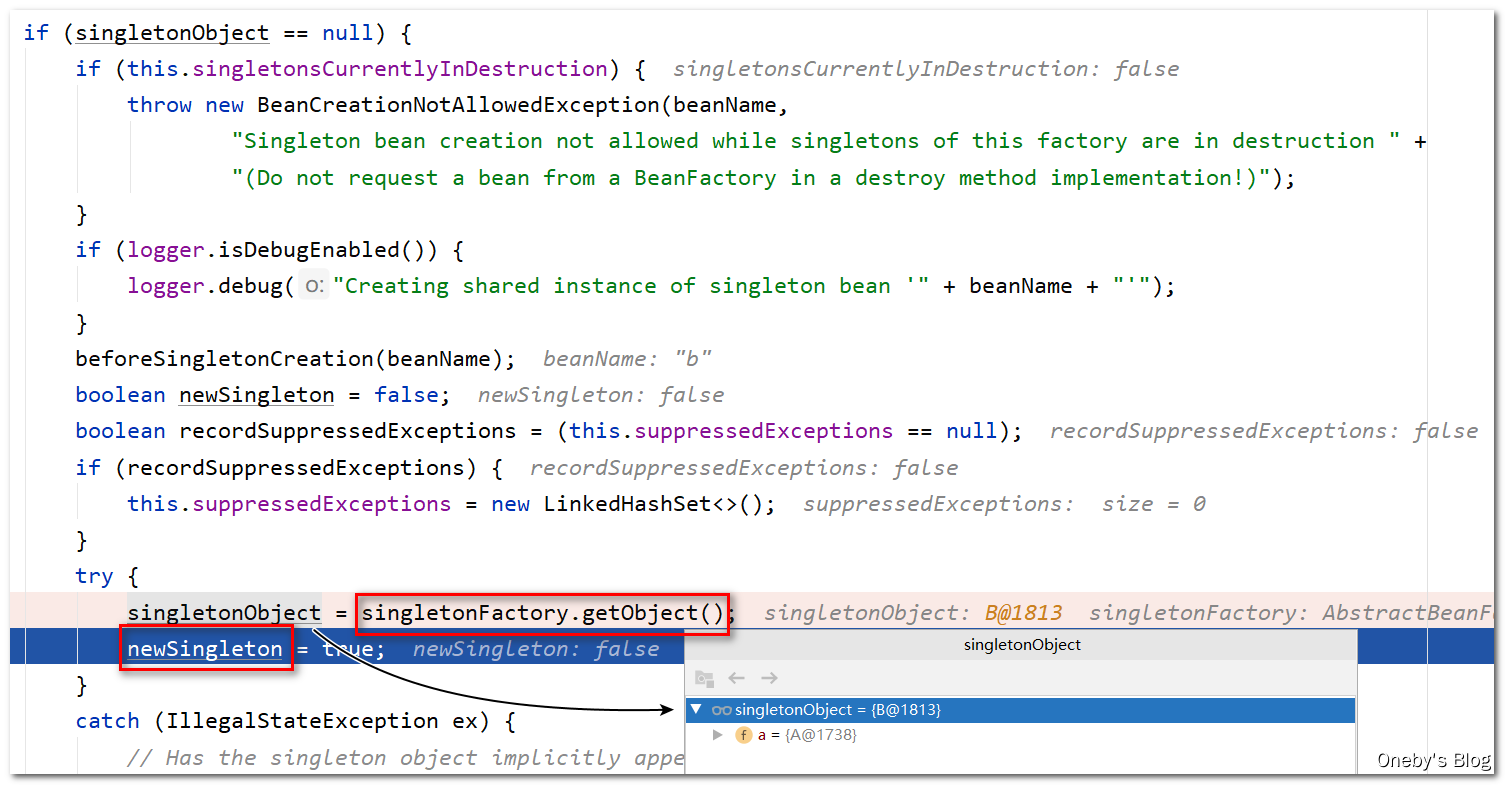 if (singletonObject == null) {
if (this.singletonsCurrentlyInDestruction) { singletonsCurrentlyInDestruction: false
throw new BeanCreationNotAllowedException(beanName,
"Singleton bean creation not allowed while singletons of this factory are in destruction " +
"(Do not request a bean from a BeanFactory in a destroy method implementation!)");
}
if (logger.isDebugEnabled()) {
logger.debug( o: "Creating shared instance of singleton bean '" + beanName + "'");
}
beforeSingletonCreation(beanName); beanName: "b"
boolean newSingleton = false; newSingleton: false
boolean recordSuppressedExceptions = (this.suppressedExceptions == null); recordSuppressedExceptions: false
if (recordSuppressedExceptions) { recordSuppressedExceptions: false
this.suppressedExceptions = new LinkedHashSet<>(); suppressedExceptions: size = 0
}
try {
singletonObject = singletonFactory.getObject(); singletonObject: B@1813 singletonFactory: AbstractBeanF
newSingleton = true; newSingleton: false
singletonObject
}
singletonObject = {B@1813}
catch (IllegalStateException ex) {
f a = {A@1738}
// Has the singleton object implicitly appe
Oneby's Blog